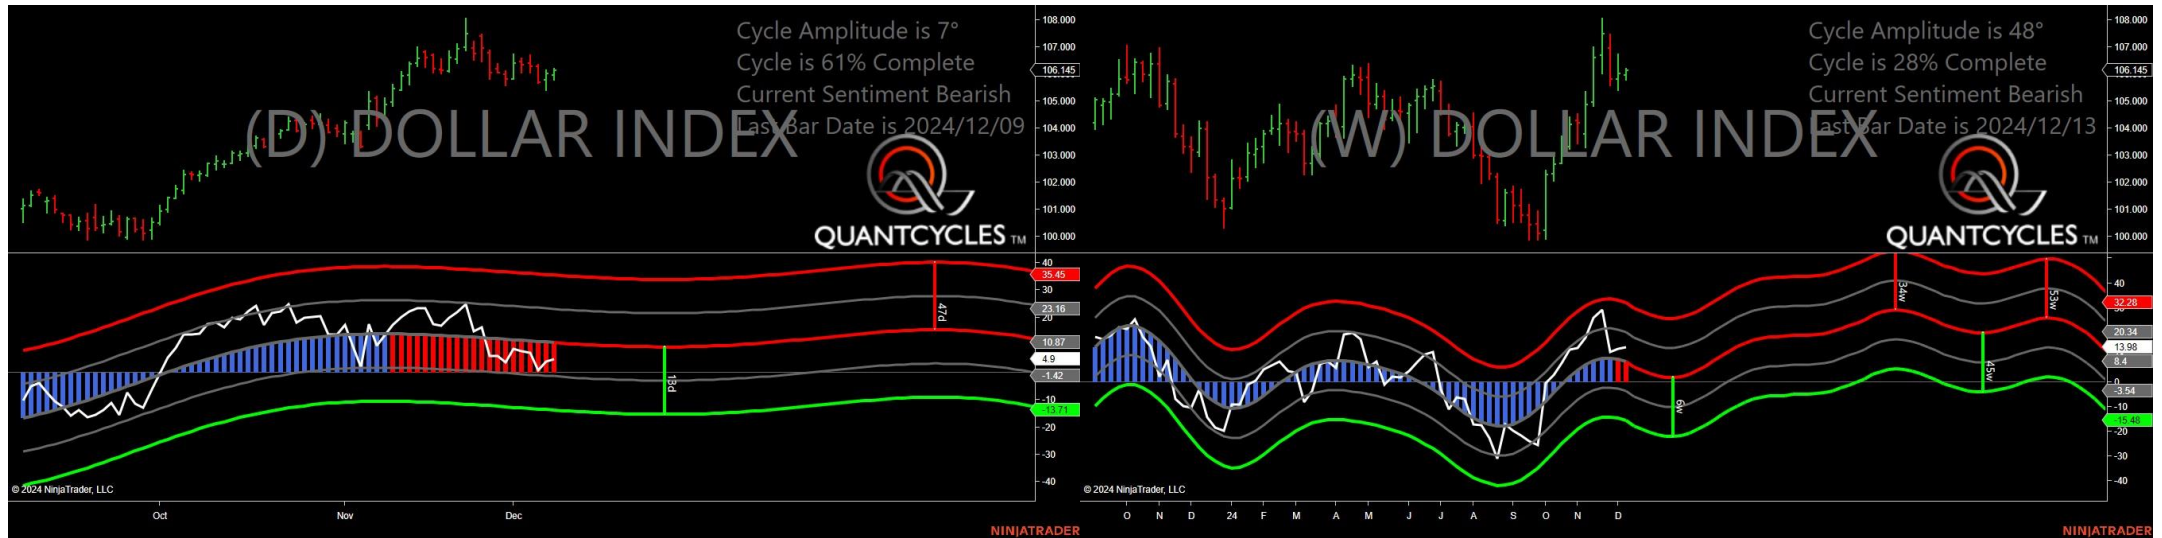 Cycle Amplitude is 7°
Cycle is 61% Complete
Current Sentiment Bearish
Last Bar Date is 2024/12/09
(D) DOLLAR INDEX
QUANTCYCLES TM
108.000
107.000
106.145
105.000
104.000
103.000
102.000
101.000
100.000
40
35.45
30
23.16
20
10.87
4.9
-1.42
-10
-13.71
-20
-30
-40
47d
13d
© 2024 NinjaTrader, LLC
Oct Nov Dec
NINJATRADER
Cycle Amplitude is 48°
Cycle is 28% Complete
Current Sentiment Bearish
Last Bar Date is 2024/12/13
(W) DOLLAR INDEX
QUANTCYCLES TM
108.000
107.000
106.145
105.000
104.000
103.000
102.000
101.000
100.000
40
32.28
20.34
13.98
8.4
0
-3.54
-10
-15.48
-20
-30
-40
34w
53w
45w
6w
© 2024 NinjaTrader, LLC
O N D 24 F M A M J J A S O N D
NINJATRADER